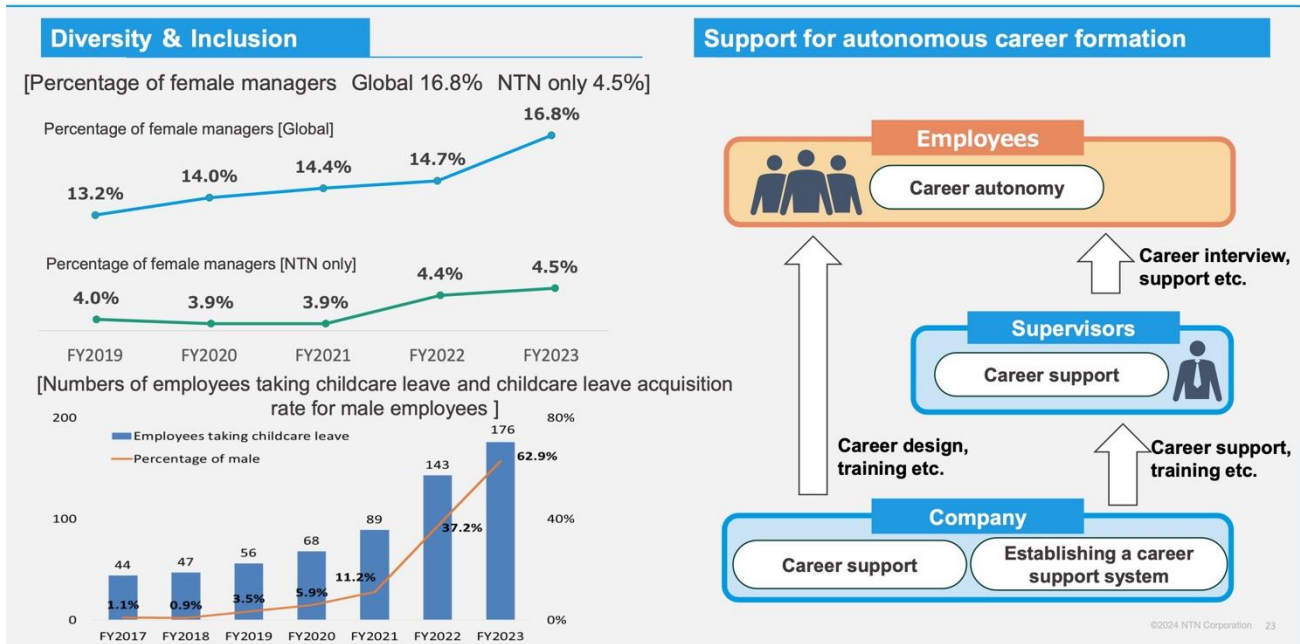 Diversity & Inclusion
[Percentage of female managers Global 16.8% NTN only 4.5%]
Percentage of female managers [Global]
13.2%
14.0%
14.4%
14.7%
16.8%
Percentage of female managers [NTN only]
4.0%
3.9%
3.9%
4.4%
4.5%
FY2019
FY2020
FY2021
FY2022
FY2023
[Numbers of employees taking childcare leave and childcare leave acquisition
rate for male employees ]
200
100
0
80%
40%
0%
Employees taking childcare leave
Percentage of male
44
47
56
68
89
143
176
1.1%
0.9%
3.5%
5.9%
11.2%
37.2%
62.9%
FY2017
FY2018
FY2019
FY2020
FY2021
FY2022
FY2023
Support for autonomous career formation
Employees
Career autonomy
Career interview,
support etc.
Supervisors
Career support
Career design,
training etc.
Career support,
training etc.
Company
Career support
Establishing a career
support system
©2024 NTN Corporation 23